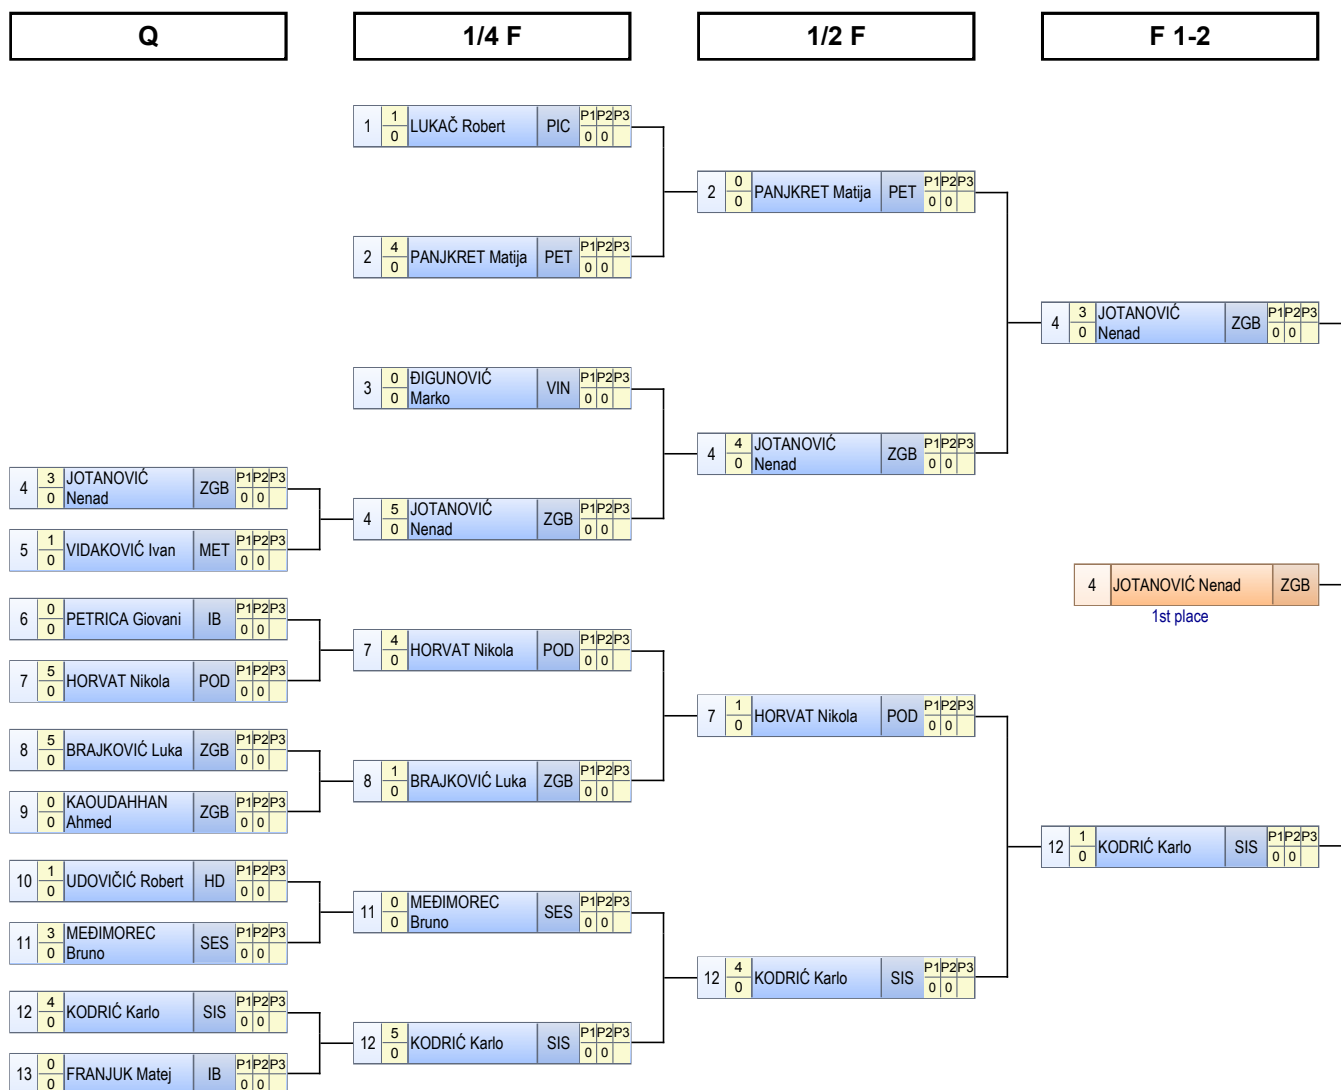 Q
1/4 F
1/2 F
F 1-2
1 1 LUKAČ Robert PIC P1 P2 P3
0 0 0
2 0 PANJKRET Matija PET P1 P2 P3
0 0 0
2 4 PANJKRET Matija PET P1 P2 P3
0 0 0
4 3 JOTANOVIĆ ZGB P1 P2 P3
0 Nenad 0 0
3 0 ĐIGUNOVIĆ VIN P1 P2 P3
0 Marko 0 0
4 4 JOTANOVIĆ ZGB P1 P2 P3
0 Nenad 0 0
4 3 JOTANOVIĆ ZGB P1 P2 P3
0 Nenad 0 0
4 5 JOTANOVIĆ ZGB P1 P2 P3
0 Nenad 0 0
5 1 VIDAKOVIĆ Ivan MET P1 P2 P3
0 0 0
4 JOTANOVIĆ Nenad ZGB
1st place
6 0 PETRICA Giovani IB P1 P2 P3
0 0 0
7 4 HORVAT Nikola POD P1 P2 P3
0 0 0
7 5 HORVAT Nikola POD P1 P2 P3
0 0 0
7 1 HORVAT Nikola POD P1 P2 P3
0 0 0
8 5 BRAJKOVIĆ Luka ZGB P1 P2 P3
0 0 0
8 1 BRAJKOVIĆ Luka ZGB P1 P2 P3
0 0 0
9 0 KAOUDAHHAN ZGB P1 P2 P3
0 Ahmed 0 0
12 1 KODRIĆ Karlo SIS P1 P2 P3
0 0 0
10 1 UDOVIČIĆ Robert HD P1 P2 P3
0 0 0
11 0 MEĐIMOREC SES P1 P2 P3
0 Bruno 0 0
11 3 MEĐIMOREC SES P1 P2 P3
0 Bruno 0 0
12 4 KODRIĆ Karlo SIS P1 P2 P3
0 0 0
12 4 KODRIĆ Karlo SIS P1 P2 P3
0 0 0
12 5 KODRIĆ Karlo SIS P1 P2 P3
0 0 0
13 0 FRANJUK Matej IB P1 P2 P3
0 0 0